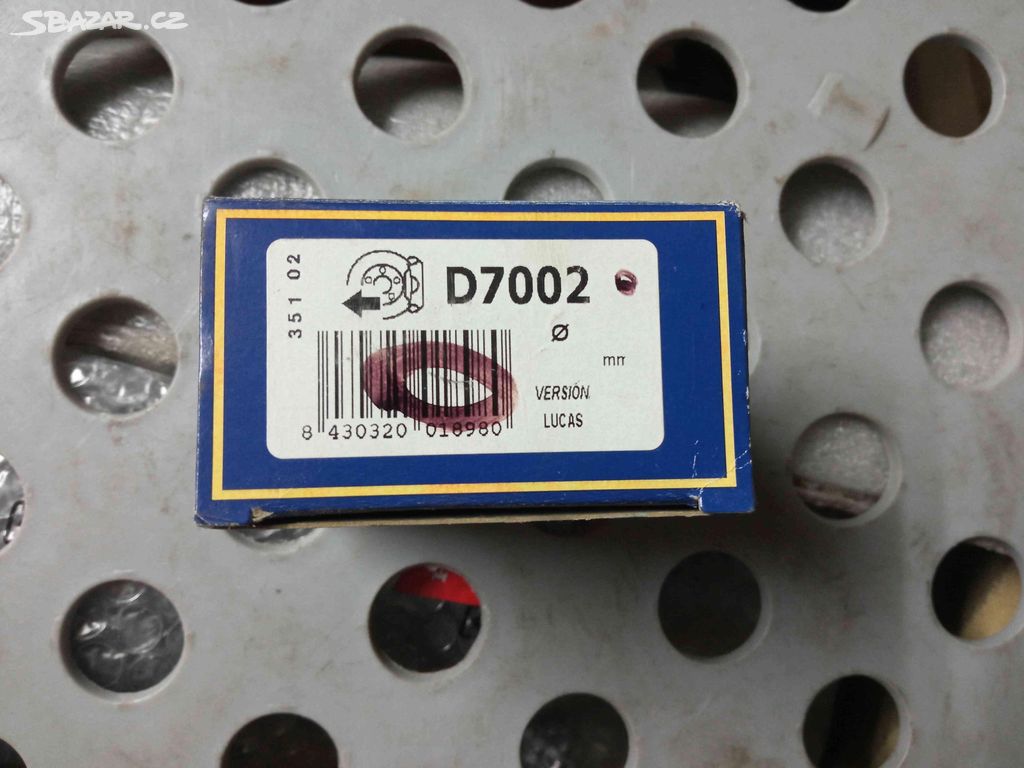 SBAZAR.CZ
351 02
D7002
Ø
mm
VERSIÓN
LUCAS
8 430320 018980